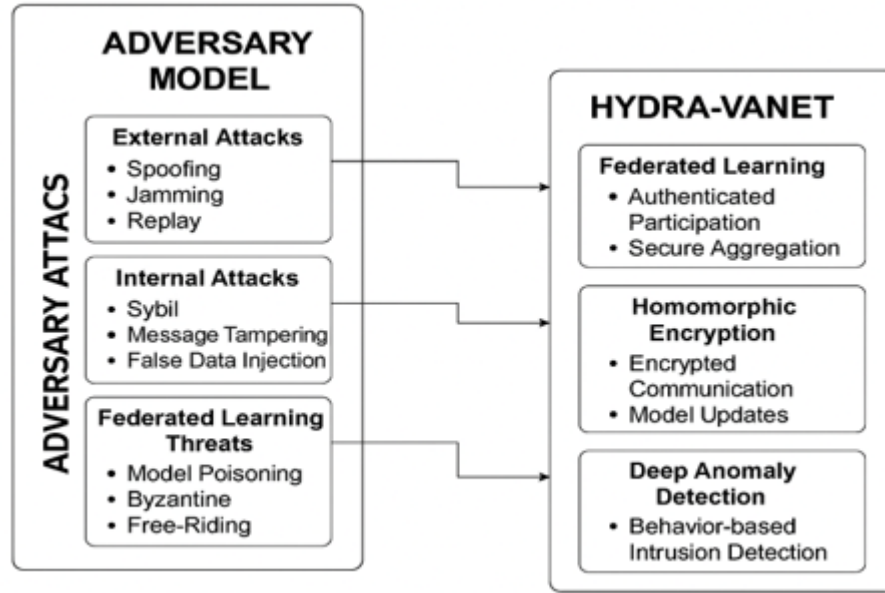 ADVERSARY ATTACS
ADVERSARY
MODEL
External Attacks
• Spoofing
• Jamming
• Replay
Internal Attacks
• Sybil
• Message Tampering
• False Data Injection
Federated Learning
Threats
• Model Poisoning
• Byzantine
• Free-Riding
HYDRA-VANET
Federated Learning
• Authenticated
Participation
• Secure Aggregation
Homomorphic
Encryption
• Encrypted
Communication
• Model Updates
Deep Anomaly
Detection
• Behavior-based
Intrusion Detection